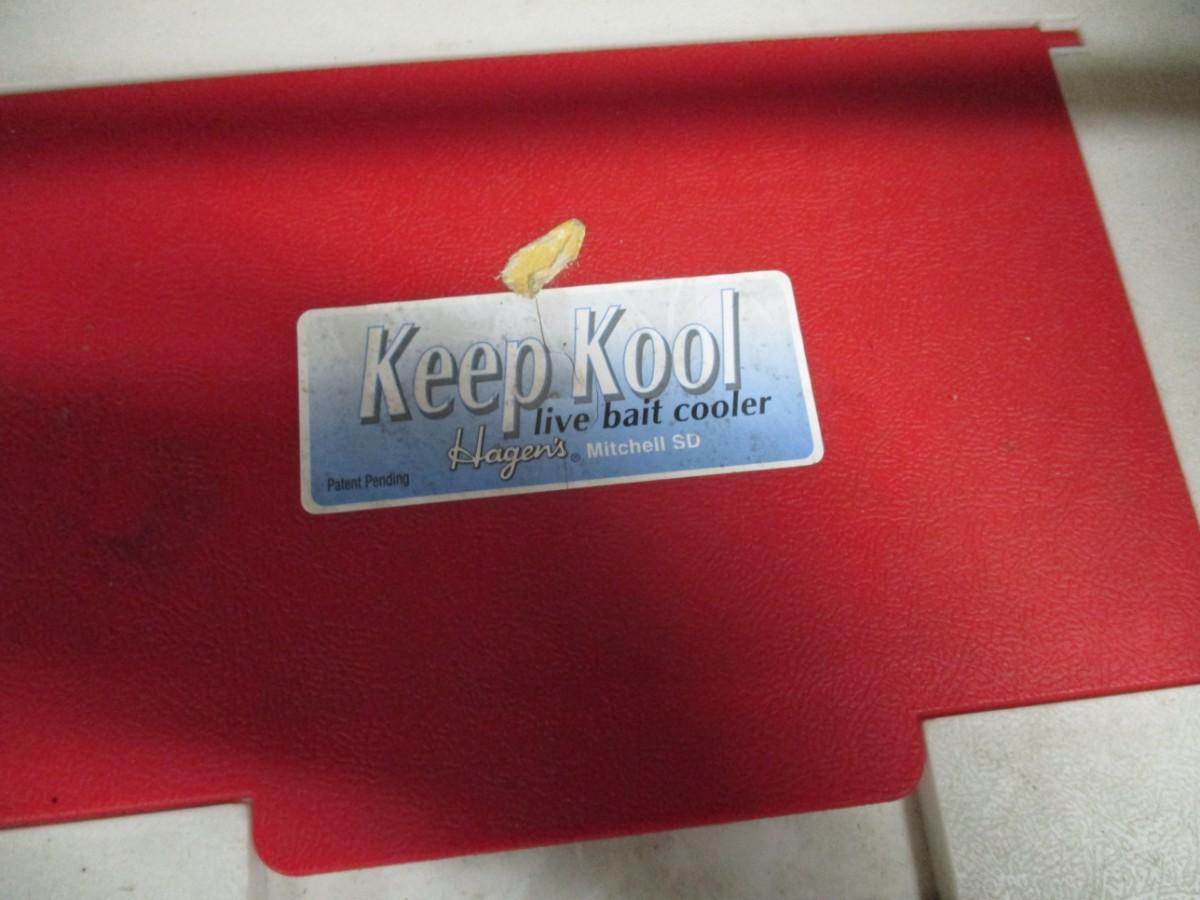 Keep Kool
live bait cooler
Hagen's® Mitchell SD
Patent Pending